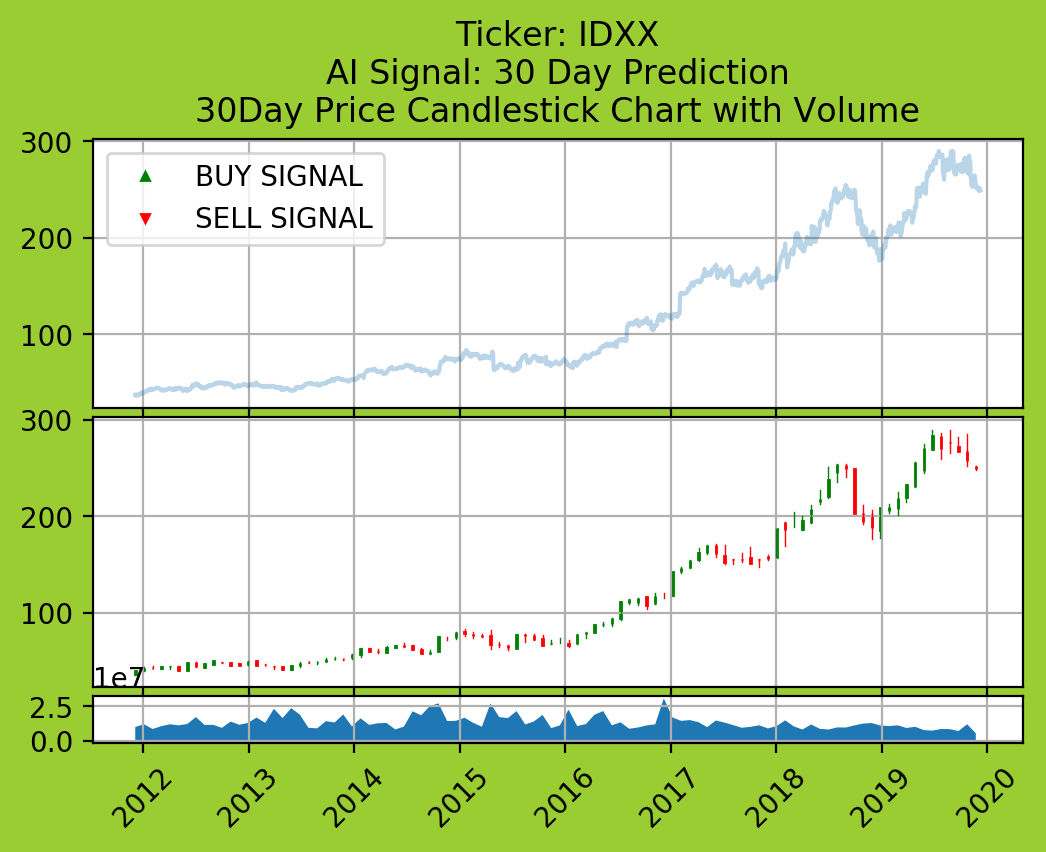 Ticker: IDXX
AI Signal: 30 Day Prediction
30Day Price Candlestick Chart with Volume
300
200
100
BUY SIGNAL
SELL SIGNAL
300
200
100
1e7
2.5
0.0
2012
2013
2014
2015
2016
2017
2018
2019
2020